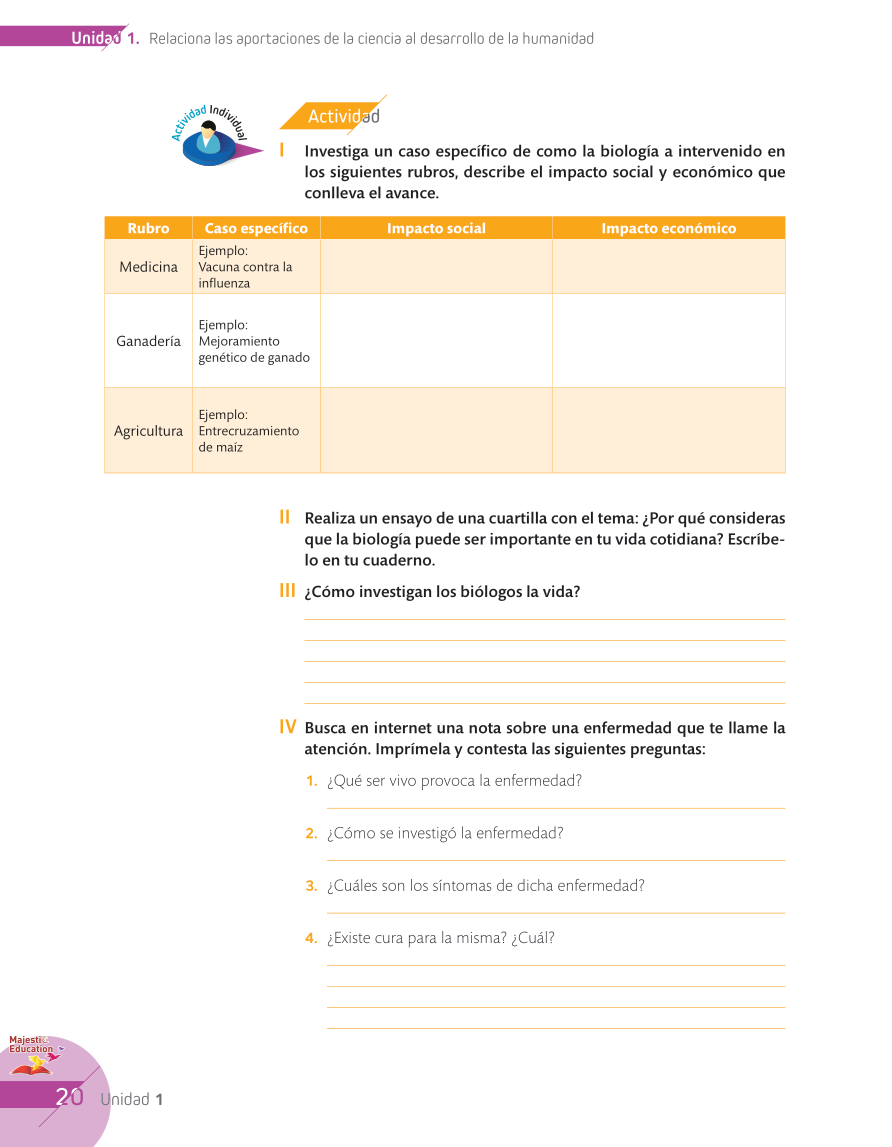 Unidad 1. Relaciona las aportaciones de la ciencia al desarrollo de la humanidad
Actividad Individual
Actividad
I Investiga un caso específico de como la biología a intervenido en
los siguientes rubros, describe el impacto social y económico que
conlleva el avance.
Rubro Caso específico Impacto social Impacto económico
Medicina
Ejemplo:
Vacuna contra la
influenza
Ganadería
Ejemplo:
Mejoramiento
genético de ganado
Agricultura
Ejemplo:
Entrecruzamiento
de maíz
II Realiza un ensayo de una cuartilla con el tema: ¿Por qué consideras
que la biología puede ser importante en tu vida cotidiana? Escríbe-
lo en tu cuaderno.
III ¿Cómo investigan los biólogos la vida?
IV Busca en internet una nota sobre una enfermedad que te llame la
atención. Imprímela y contesta las siguientes preguntas:
1. ¿Qué ser vivo provoca la enfermedad?
2. ¿Cómo se investigó la enfermedad?
3. ¿Cuáles son los síntomas de dicha enfermedad?
4. ¿Existe cura para la misma? ¿Cuál?
Majestic
Education
20 Unidad 1